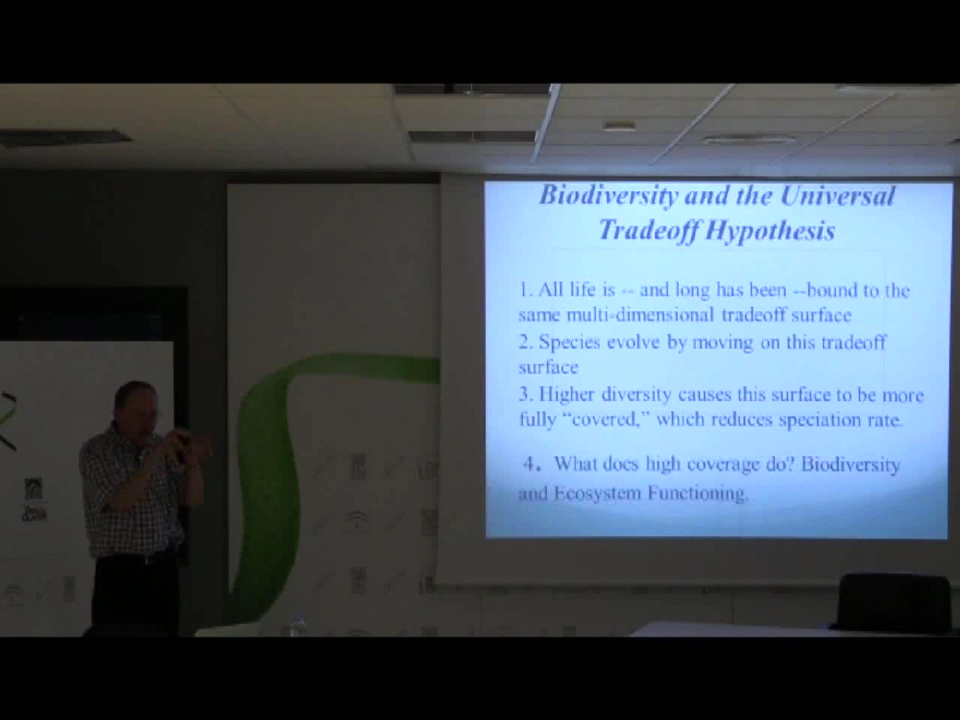 Biodiversity and the Universal
Tradeoff Hypothesis
1. All life is -- and long has been --bound to the
same multi-dimensional tradeoff surface
2. Species evolve by moving on this tradeoff
surface
3. Higher diversity causes this surface to be more
fully “covered,” which reduces speciation rate.
4. What does high coverage do? Biodiversity
and Ecosystem Functioning.